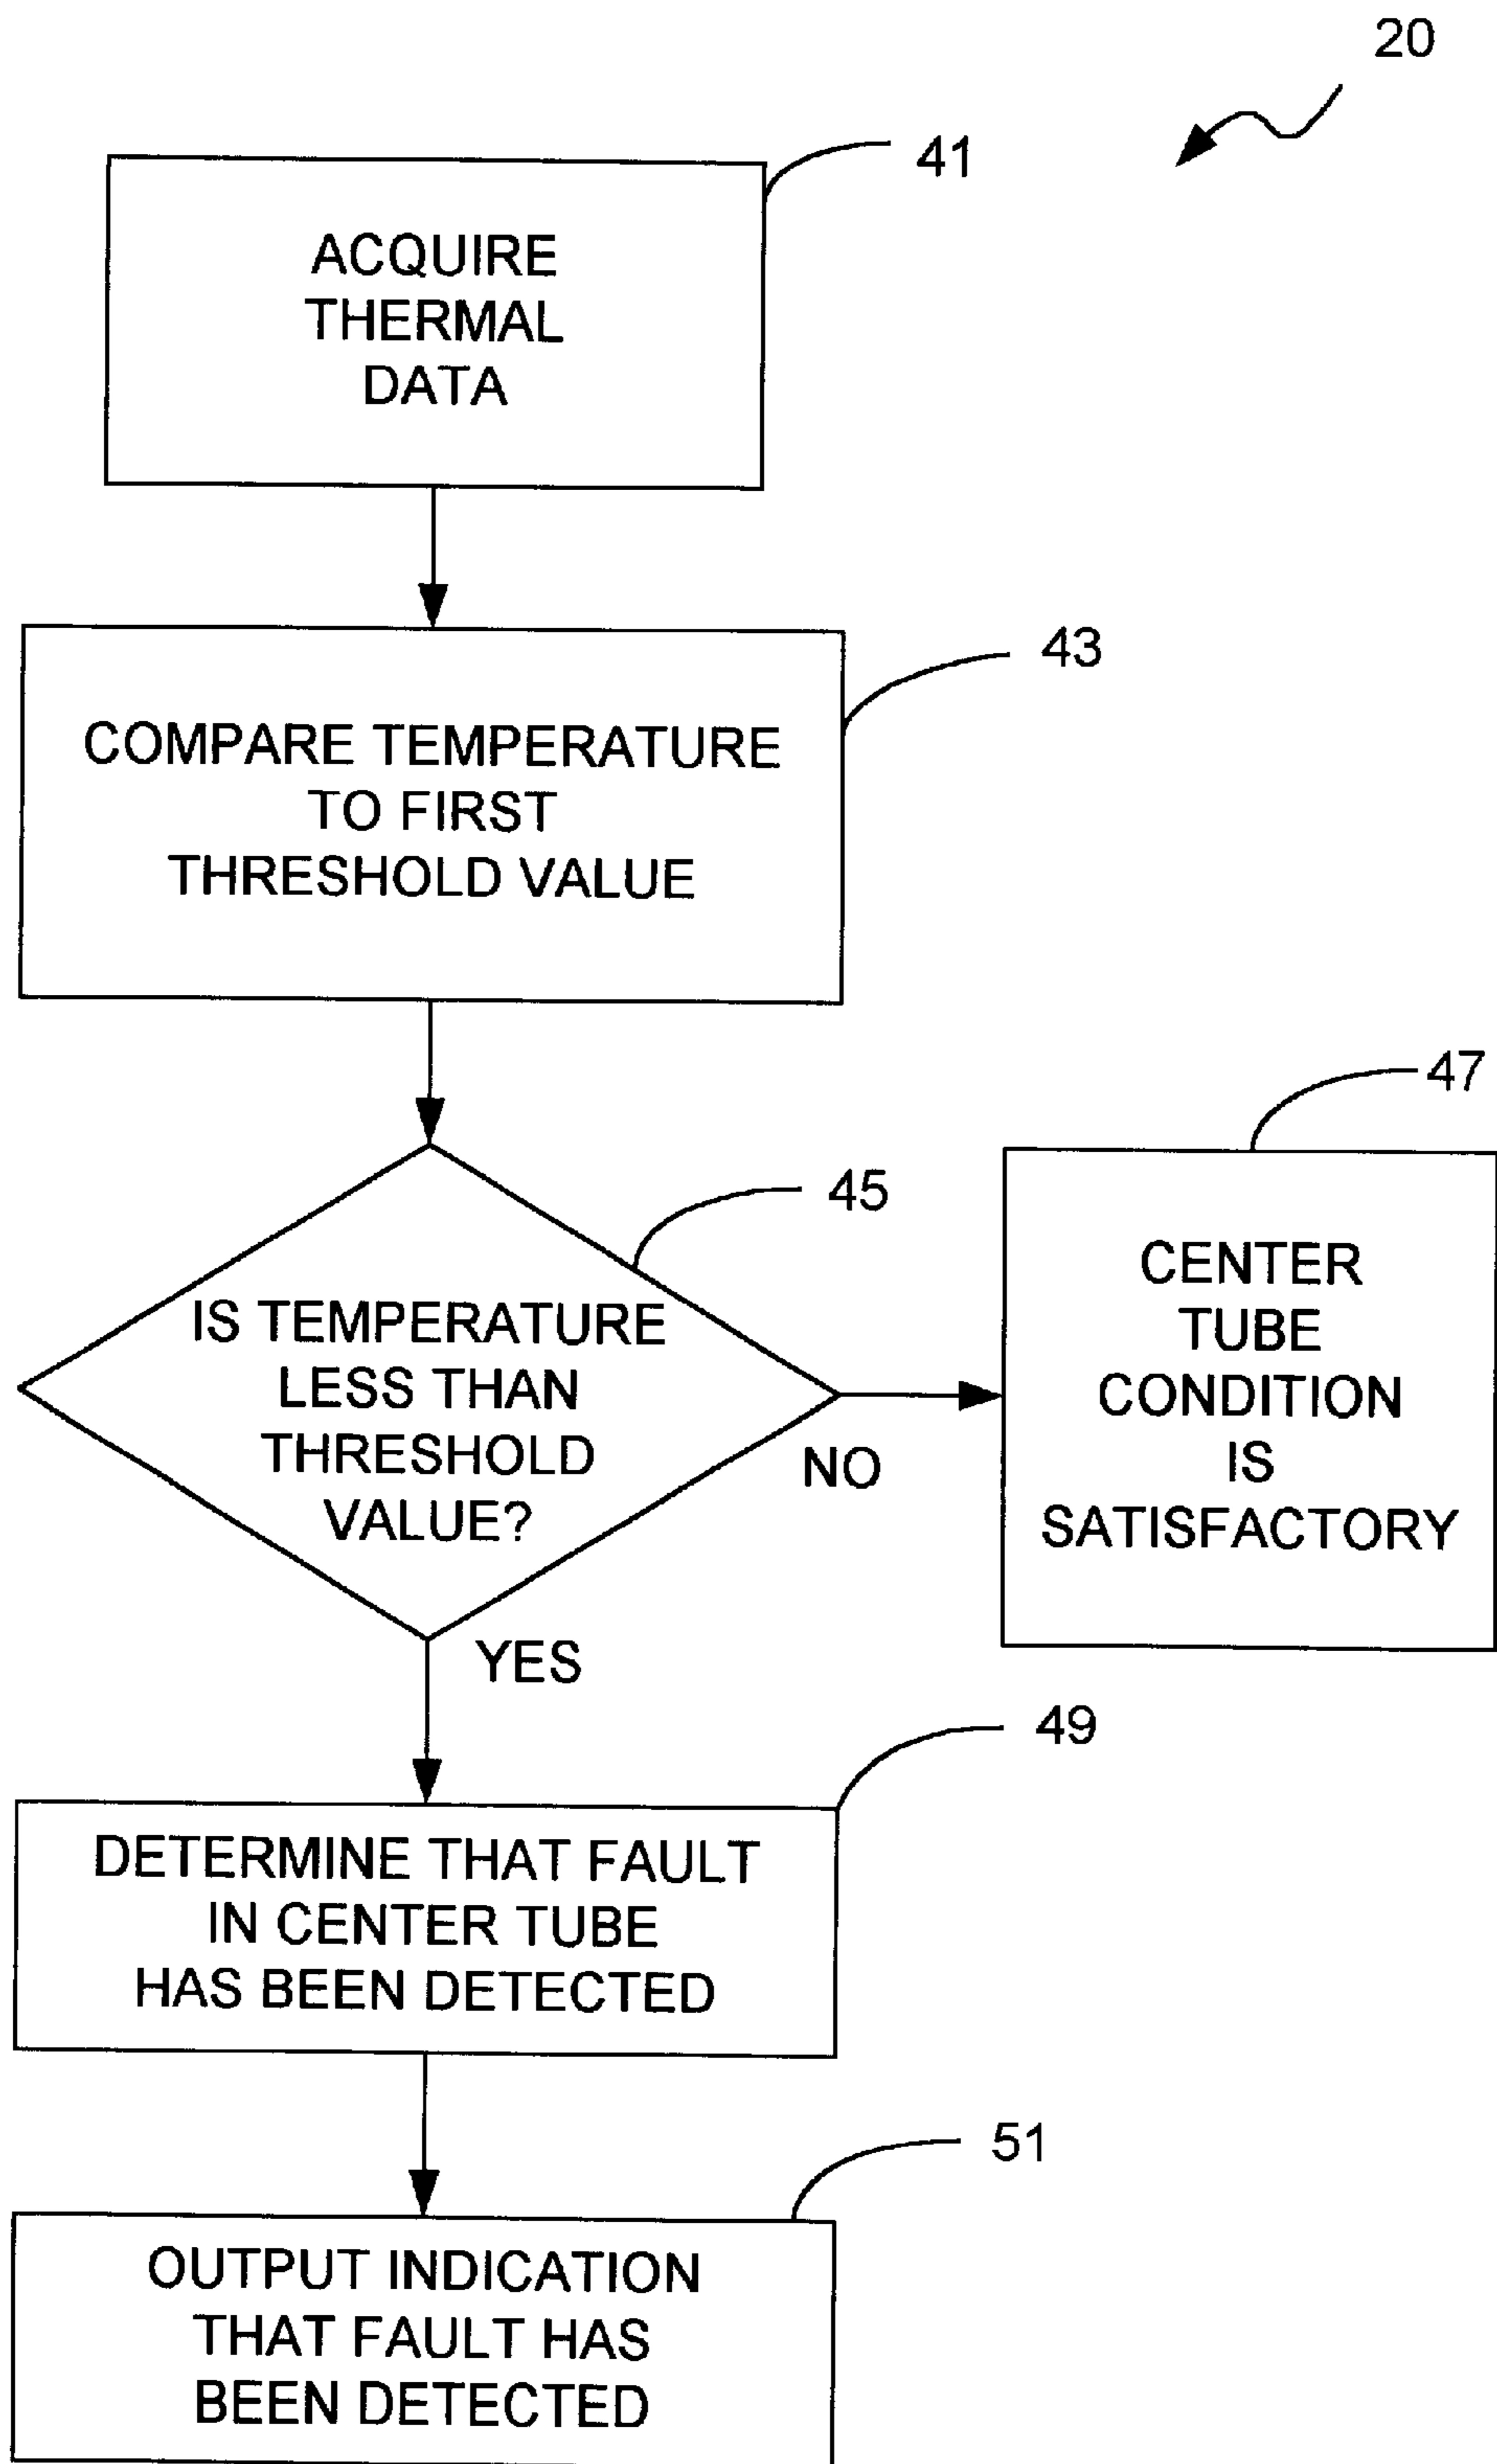 20
41
ACQUIRE
THERMAL
DATA
43
COMPARE TEMPERATURE
TO FIRST
THRESHOLD VALUE
45
IS TEMPERATURE
LESS THAN
THRESHOLD
VALUE?
NO
YES
47
CENTER
TUBE
CONDITION
IS
SATISFACTORY
49
DETERMINE THAT FAULT
IN CENTER TUBE
HAS BEEN DETECTED
51
OUTPUT INDICATION
THAT FAULT HAS
BEEN DETECTED